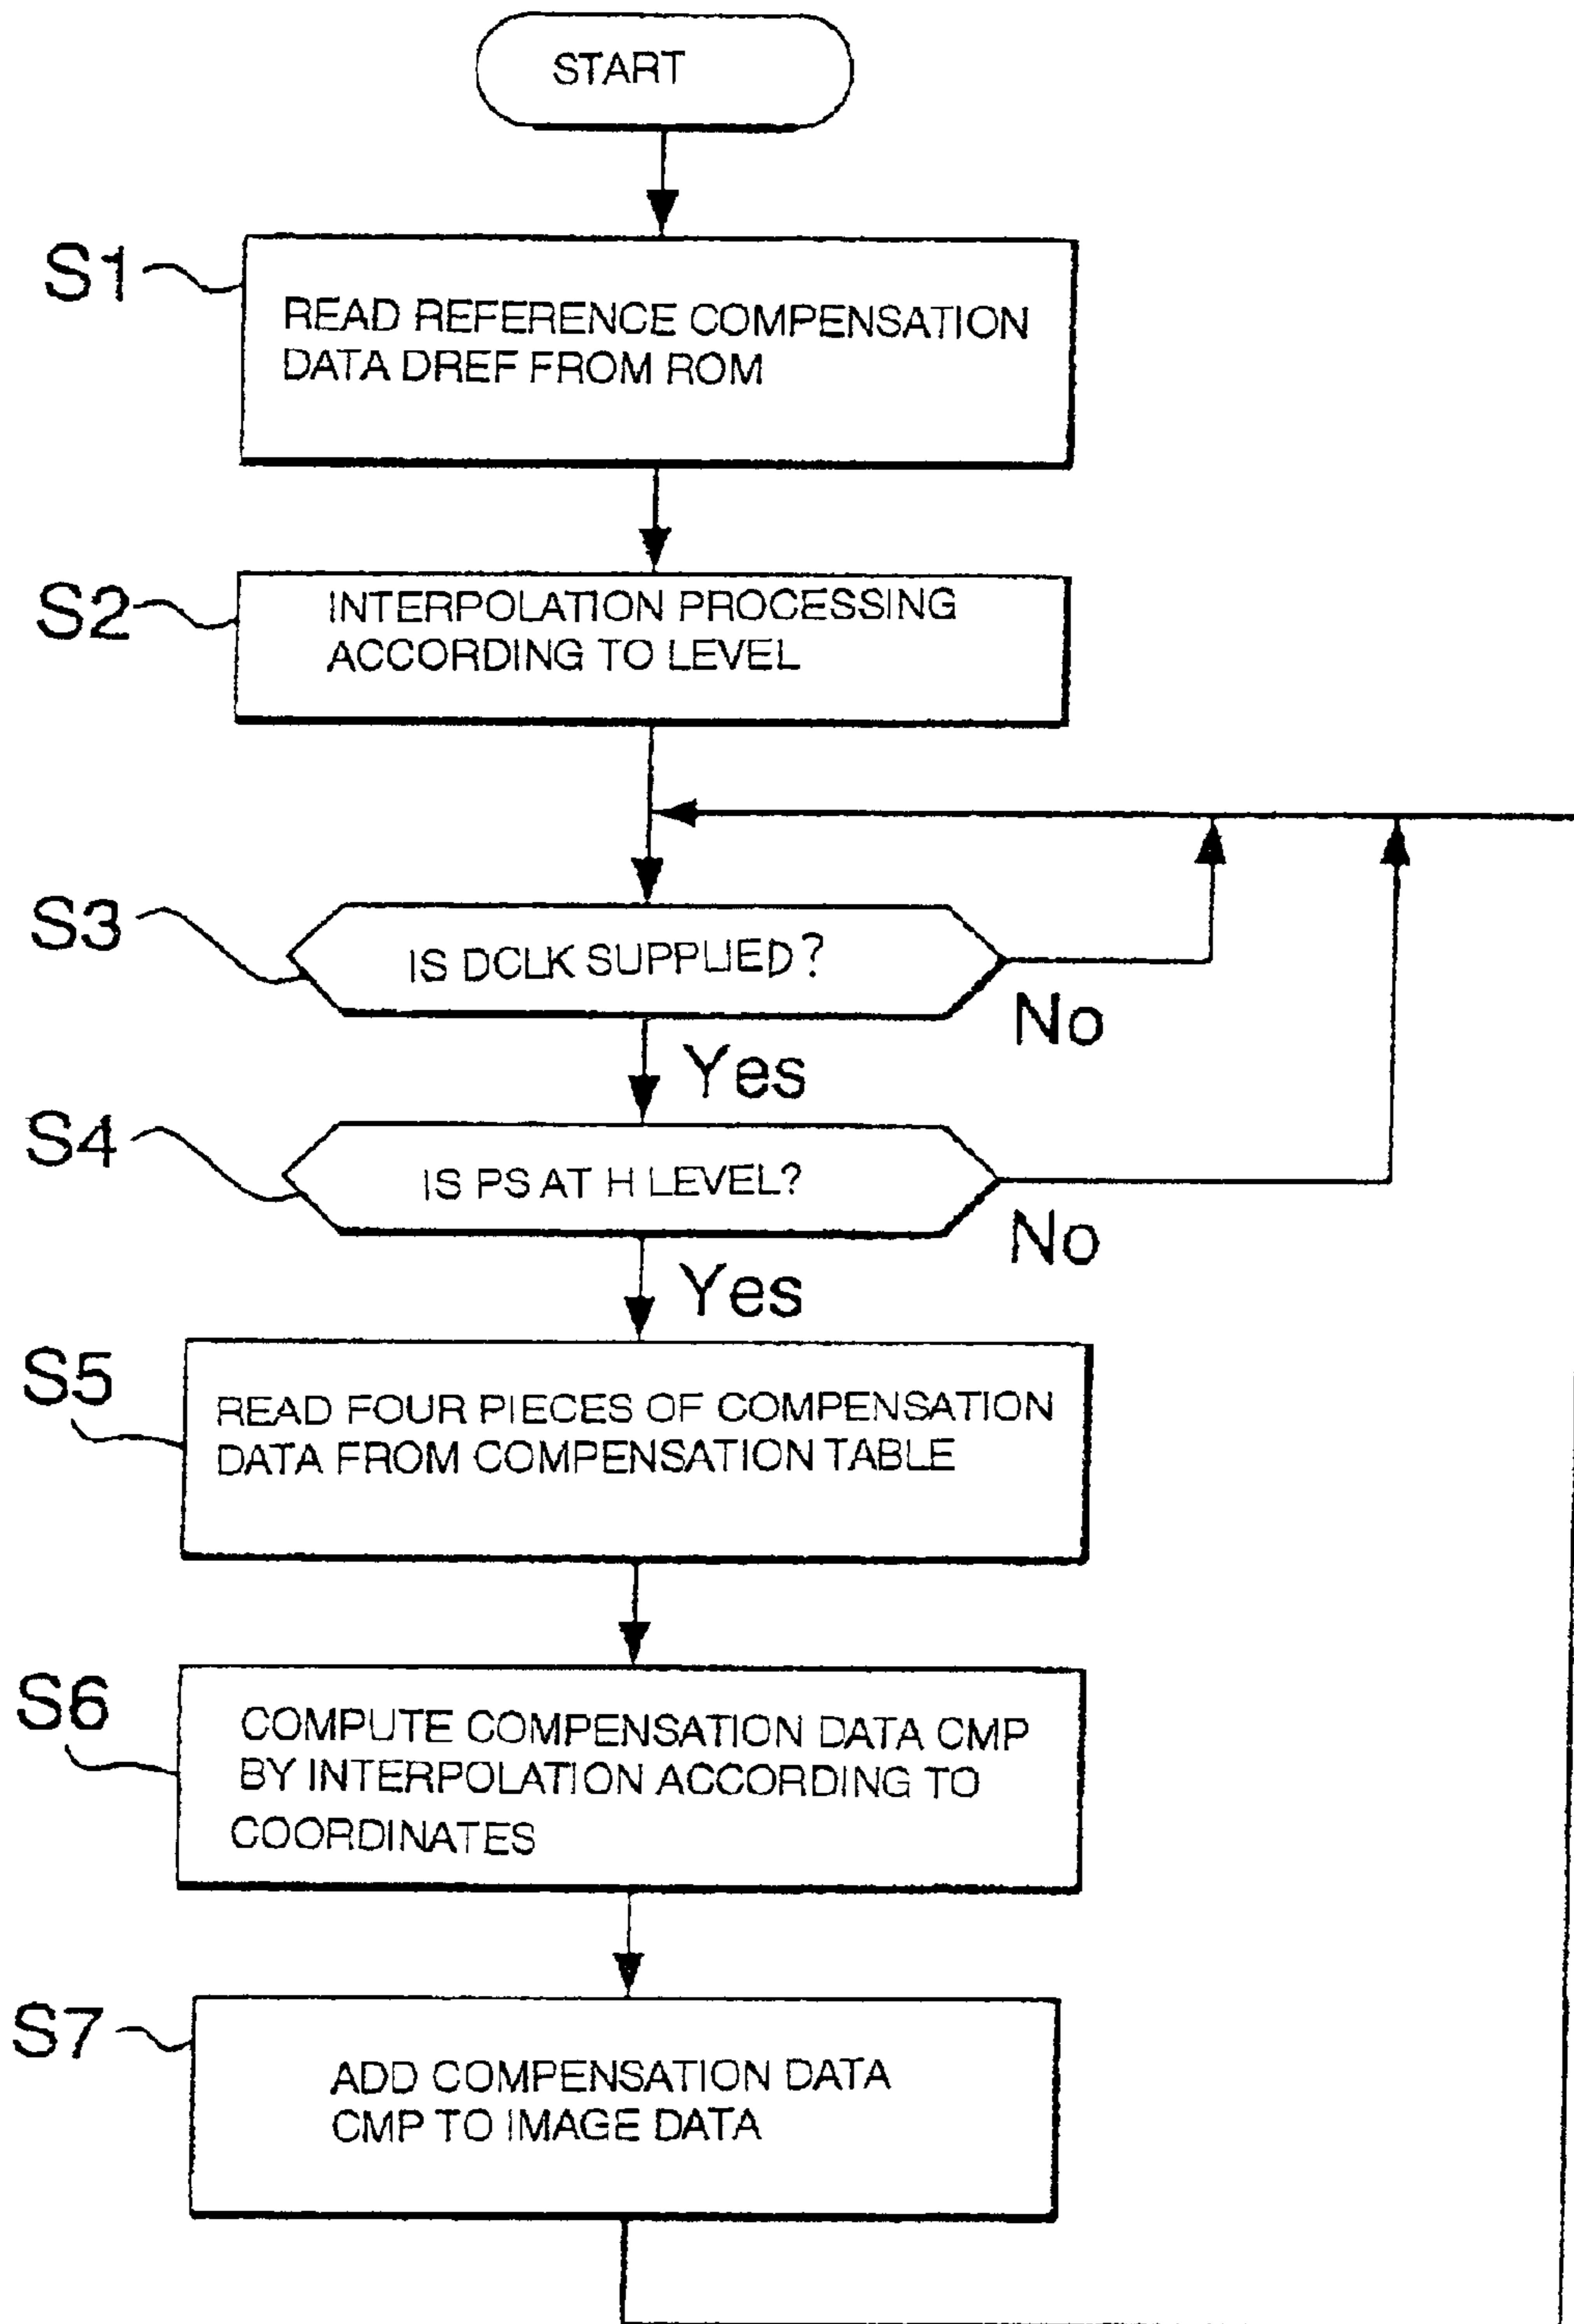 START
S1
READ REFERENCE COMPENSATION
DATA DREF FROM ROM
S2
INTERPOLATION PROCESSING
ACCORDING TO LEVEL
S3
IS DCLK SUPPLIED?
No
Yes
S4
IS PS AT H LEVEL?
No
Yes
S5
READ FOUR PIECES OF COMPENSATION
DATA FROM COMPENSATION TABLE
S6
COMPUTE COMPENSATION DATA CMP
BY INTERPOLATION ACCORDING TO
COORDINATES
S7
ADD COMPENSATION DATA
CMP TO IMAGE DATA